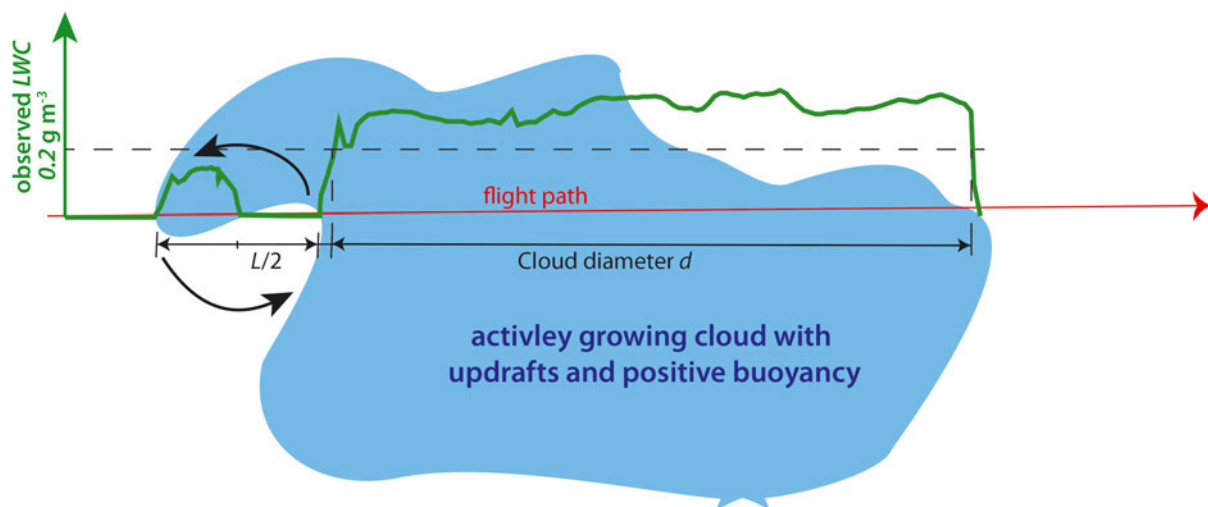 observed LWC
0.2 g m⁻³
flight path
L/2
Cloud diameter d
activley growing cloud with
updrafts and positive buoyancy